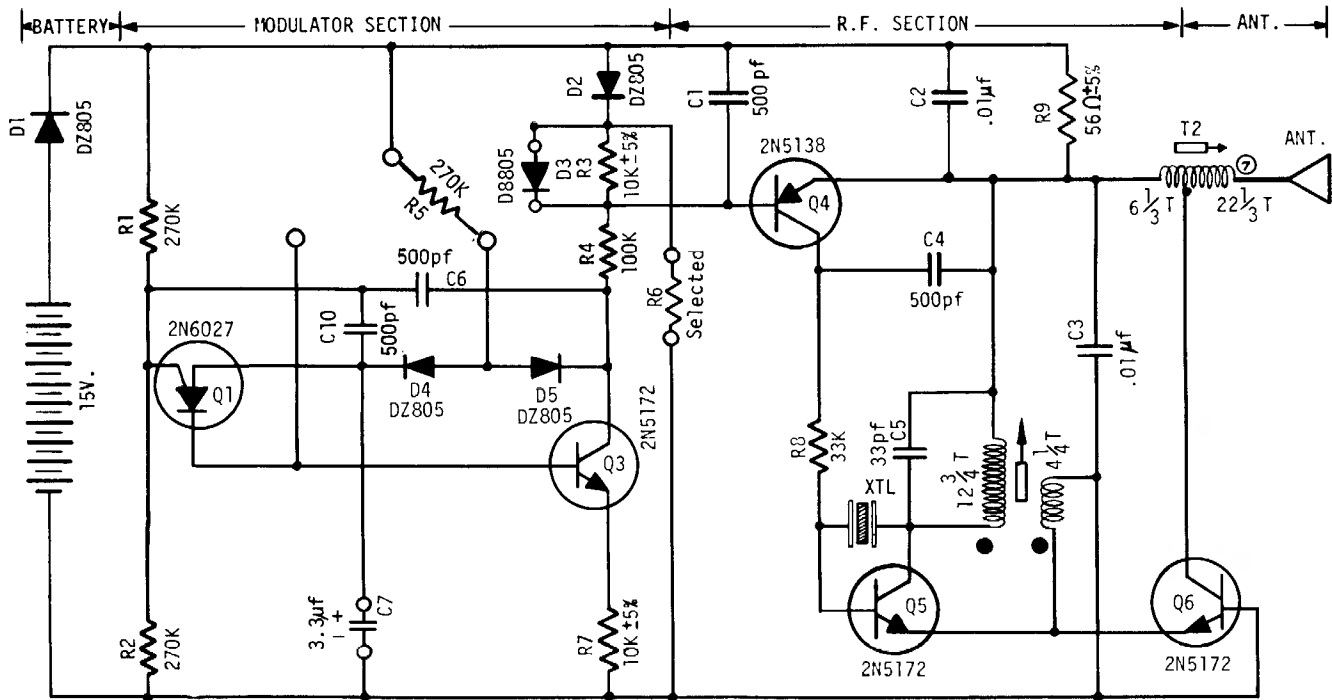 BATTERY
MODULATOR SECTION
R.F. SECTION
ANT.
D1
DZ805
R1
270K
270K
R5
D2
DZ805
D8805
D3
R3
10K±5%
C1
500pf
C2
.01µf
R9
56Ω±5%
T2
7
ANT.
6 1/3 T
22 1/3 T
2N5138
Q4
R4
100K
500pf
C6
C10
500pf
R6
Selected
C4
500pf
C3
.01µf
15V.
2N6027
Q1
D4
DZ805
D5
DZ805
2N5172
Q3
R8
33K
33pf
C5
12 3/4 T
4 1/4 T
XTL
3.3µf
+
–
C7
R2
270K
R7
10K±5%
Q5
2N5172
Q6
2N5172